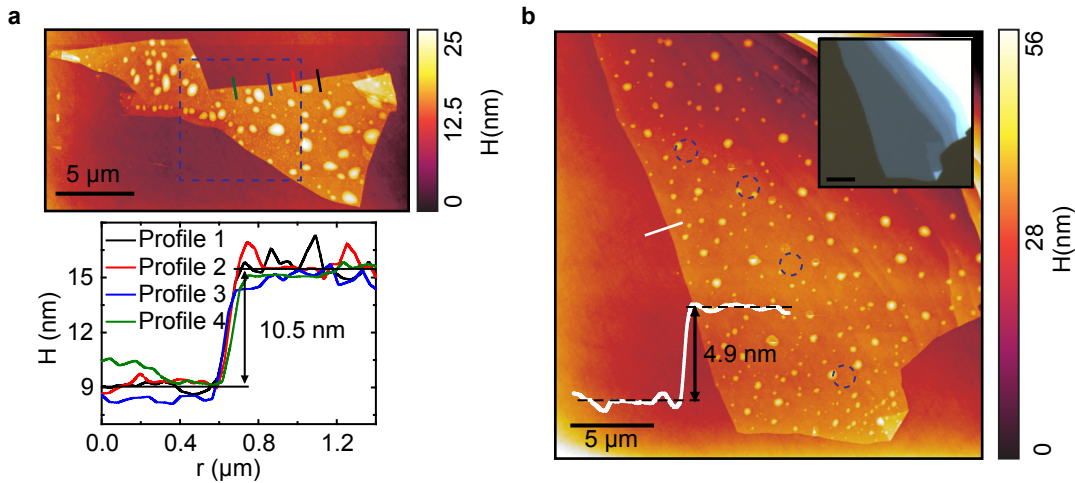 a
25
12.5
0
H(nm)
5 µm
Profile 1
Profile 2
Profile 3
Profile 4
10.5 nm
15
9
H (nm)
0.0
0.4
0.8
1.2
r (µm)
b
4.9 nm
5 µm
56
28
0
H(nm)